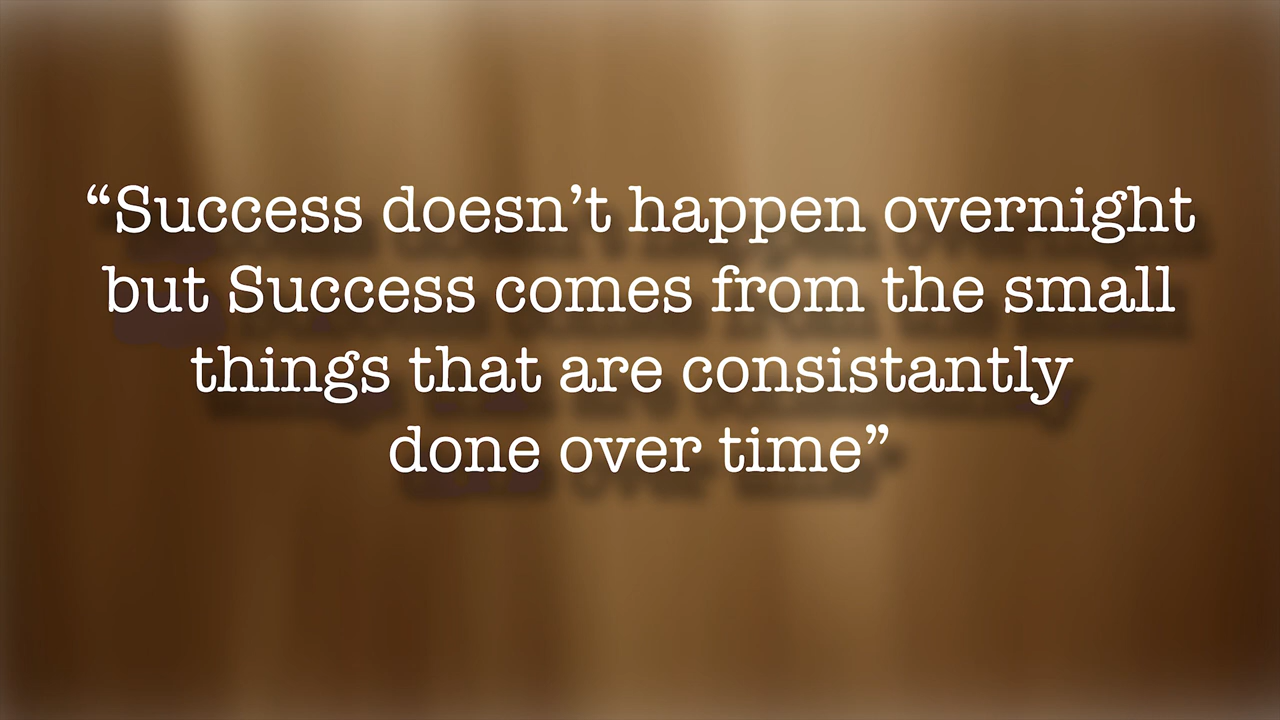 “Success doesn’t happen overnight
but Success comes from the small
things that are consistantly
done over time”